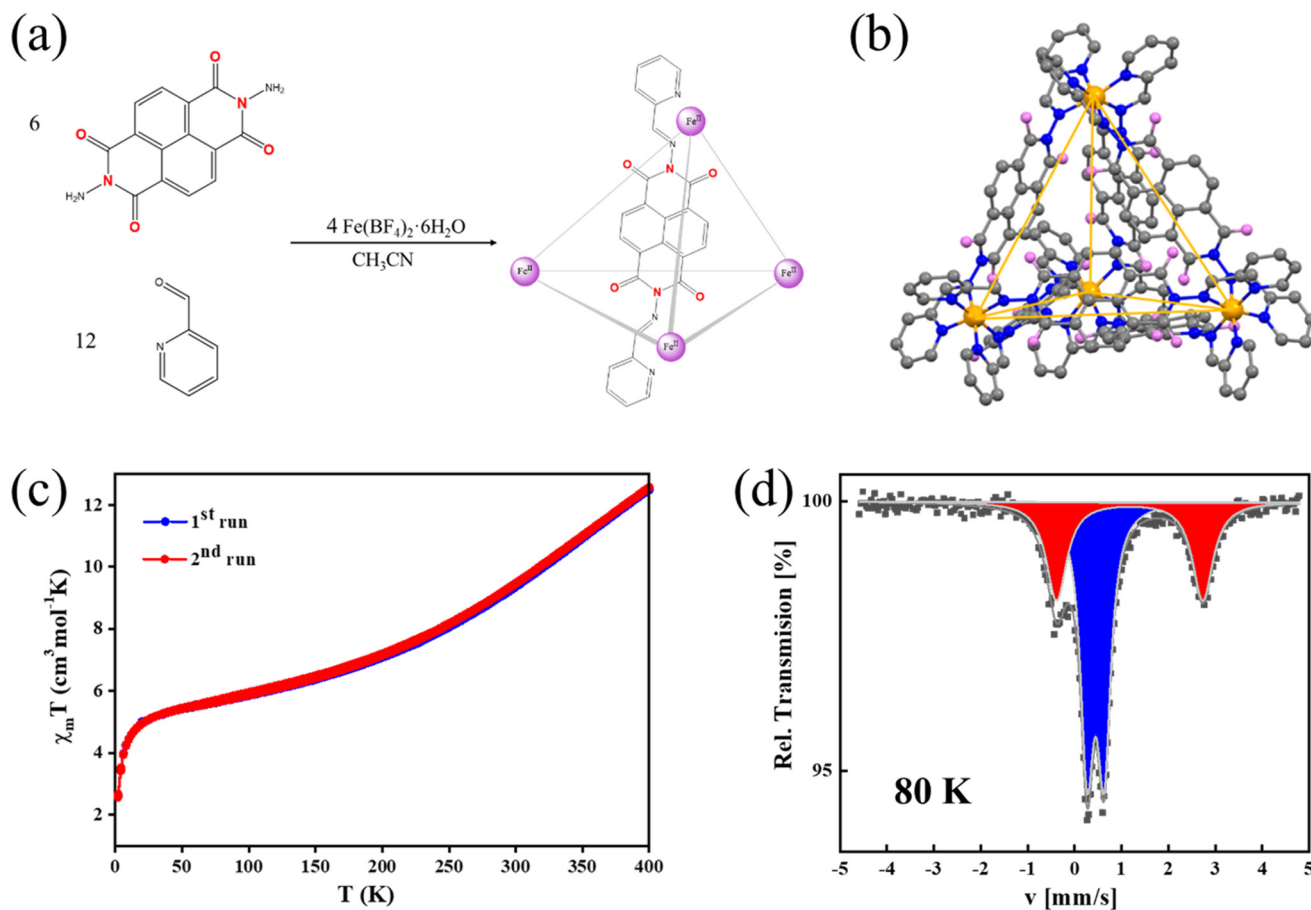 (a)
6
O
O
N
NH₂
H₂N
N
O
O
12
O
N
4 Fe(BF₄)₂·6H₂O
CH₃CN
N
Feᴵᴵ
N
O
N
O
Feᴵᴵ
Feᴵᴵ
O
N
O
N
Feᴵᴵ
N
(b)
(c)
χₘT (cm³mol⁻¹K)
12
10
8
6
4
2
1ˢᵗ run
2ⁿᵈ run
0 50 100 150 200 250 300 350 400
T (K)
(d)
Rel. Transmision [%]
100
95
80 K
-5 -4 -3 -2 -1 0 1 2 3 4 5
v [mm/s]